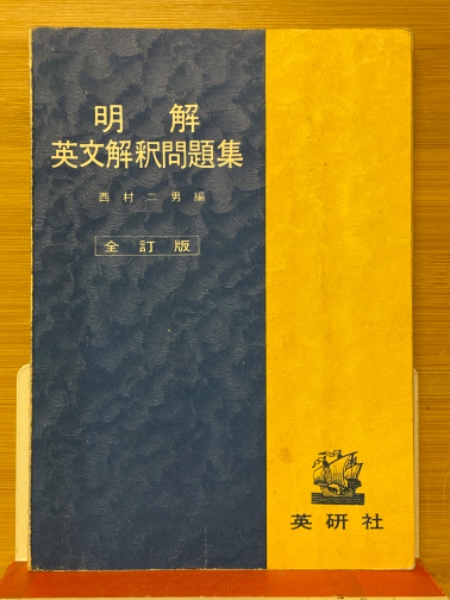 明解
英文解釈問題集
西村二男編
全訂版
英研社